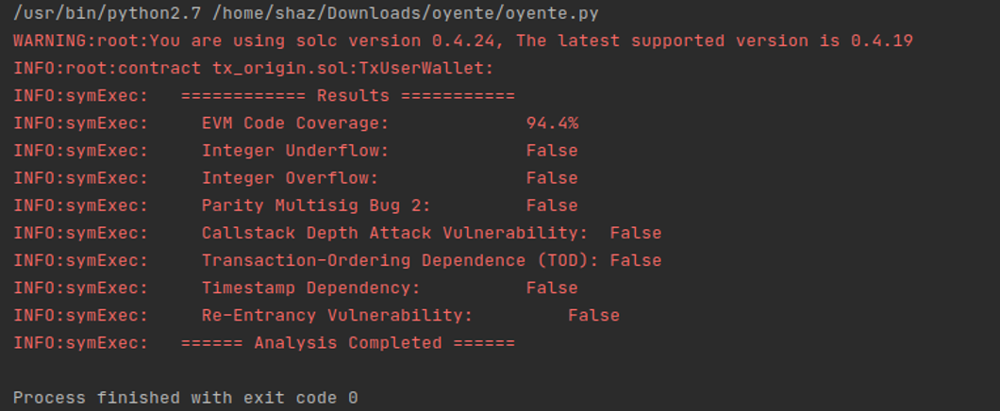 /usr/bin/python2.7 /home/shaz/Downloads/oyente/oyente.py
WARNING:root:You are using solc version 0.4.24, The latest supported version is 0.4.19
INFO:root:contract tx_origin.sol:TxUserWallet:
INFO:symExec:   ============ Results ===========
INFO:symExec:     EVM Code Coverage:             94.4%
INFO:symExec:     Integer Underflow:             False
INFO:symExec:     Integer Overflow:              False
INFO:symExec:     Parity Multisig Bug 2:         False
INFO:symExec:     Callstack Depth Attack Vulnerability:  False
INFO:symExec:     Transaction-Ordering Dependence (TOD): False
INFO:symExec:     Timestamp Dependency:          False
INFO:symExec:     Re-Entrancy Vulnerability:         False
INFO:symExec:   ====== Analysis Completed ======
Process finished with exit code 0